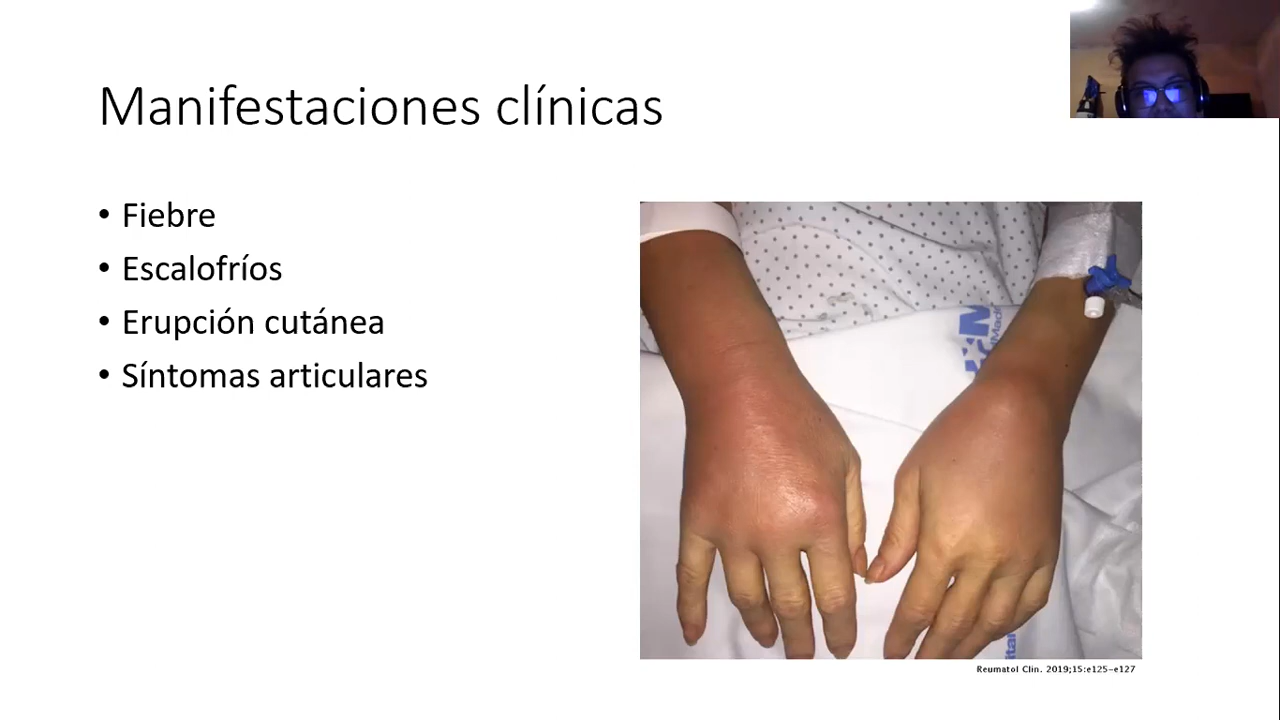 Manifestaciones clínicas
• Fiebre
• Escalofríos
• Erupción cutánea
• Síntomas articulares
Reumatol Clin. 2019;15:e125–e127